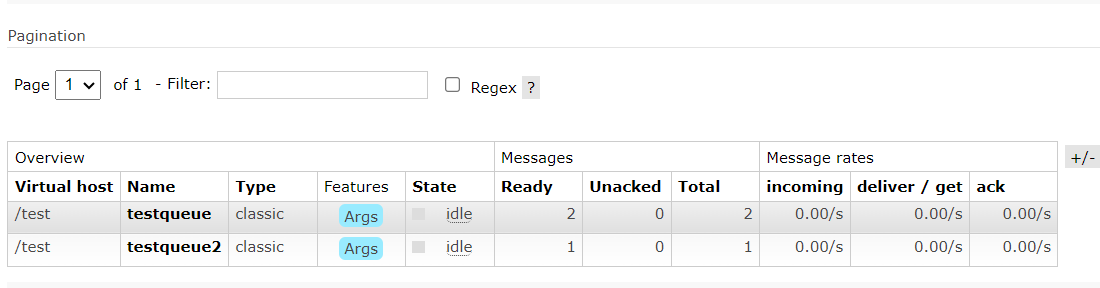 Pagination
Page 1 of 1 - Filter: Regex ?
Overview Messages Message rates +/-
Virtual host Name Type Features State Ready Unacked Total incoming deliver / get ack
/test testqueue classic Args idle 2 0 2 0.00/s 0.00/s 0.00/s
/test testqueue2 classic Args idle 1 0 1 0.00/s 0.00/s 0.00/s